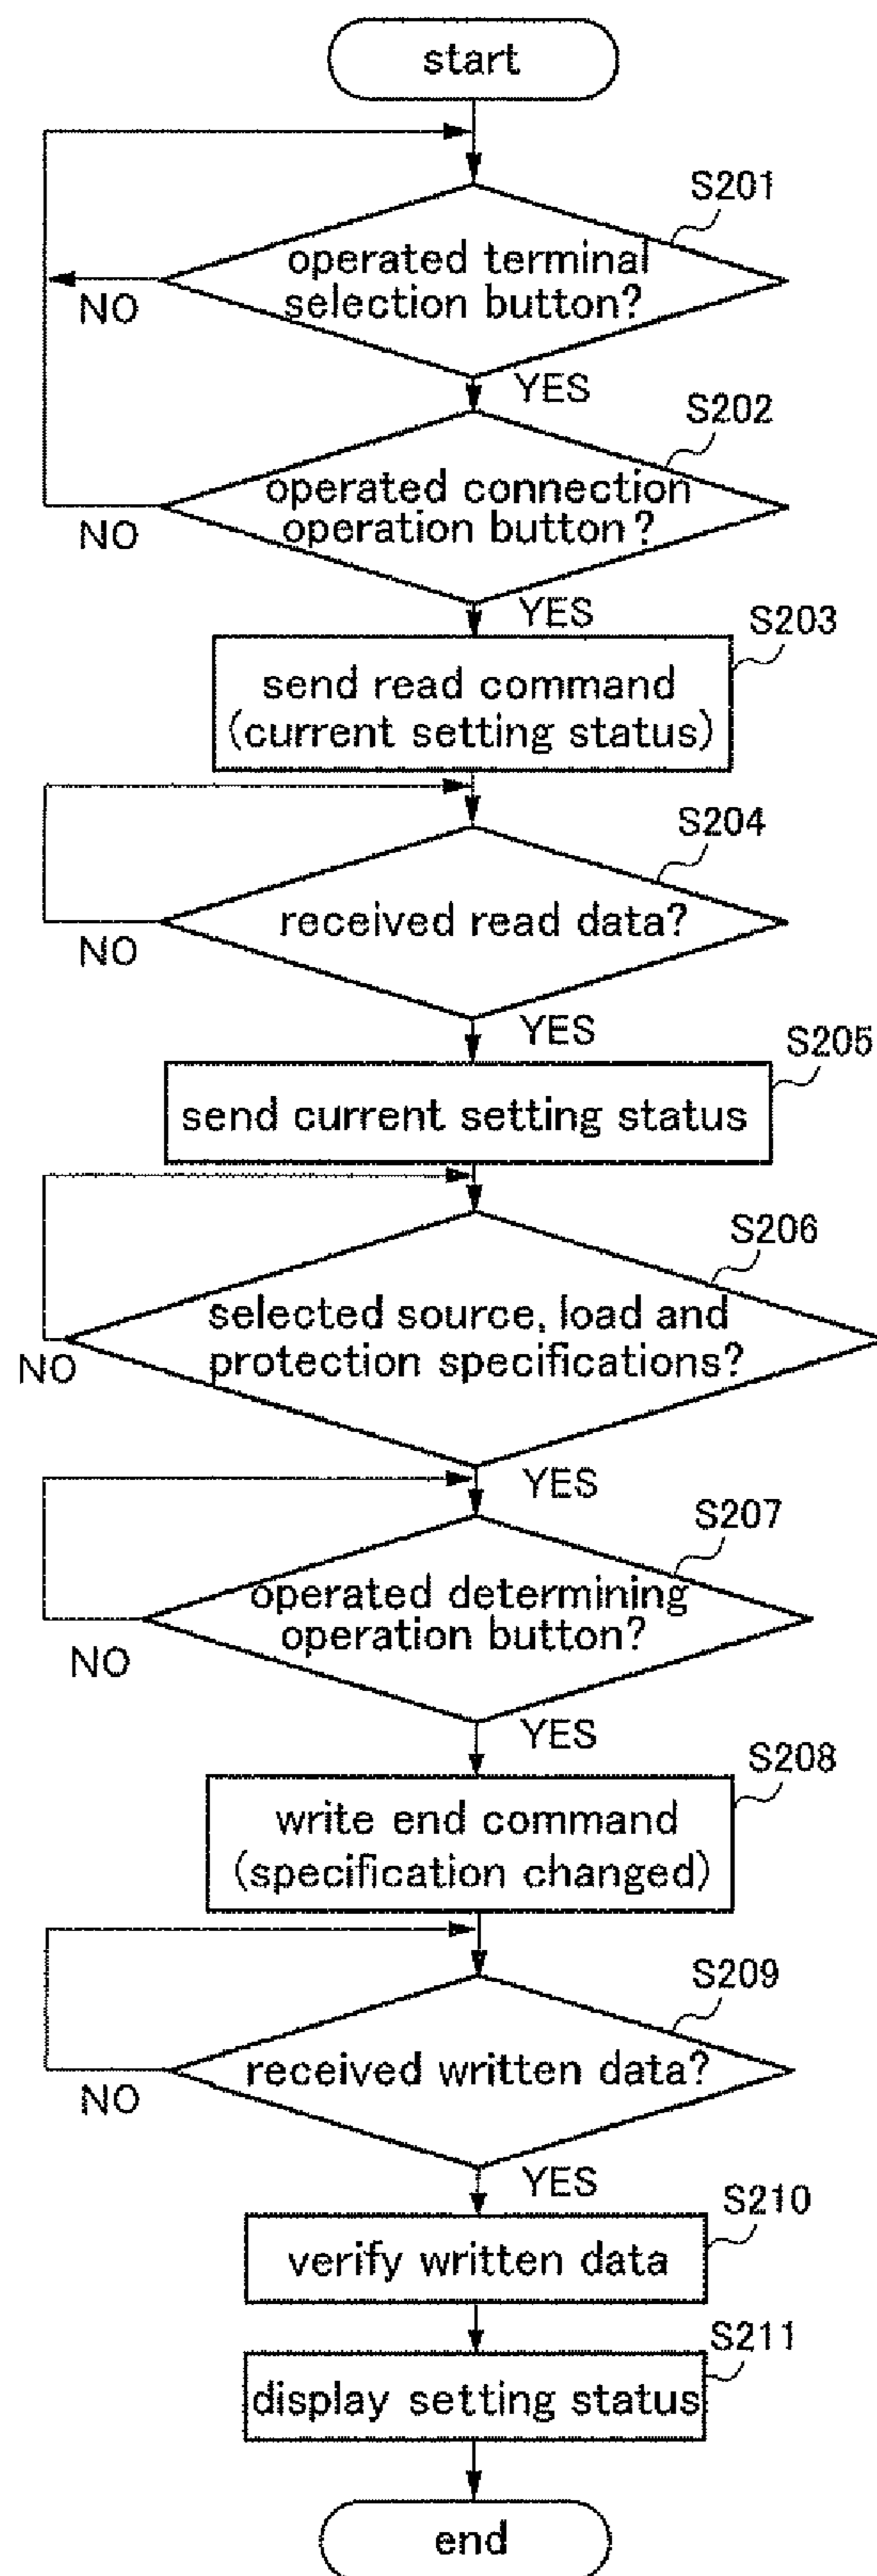 start
S201
operated terminal
selection button?
NO
YES
S202
operated connection
operation button?
NO
YES
S203
send read command
(current setting status)
S204
received read data?
NO
YES
S205
send current setting status
S206
selected source, load and
protection specifications?
NO
YES
S207
operated determining
operation button?
NO
YES
S208
write end command
(specification changed)
S209
received written data?
NO
YES
S210
verify written data
S211
display setting status
end